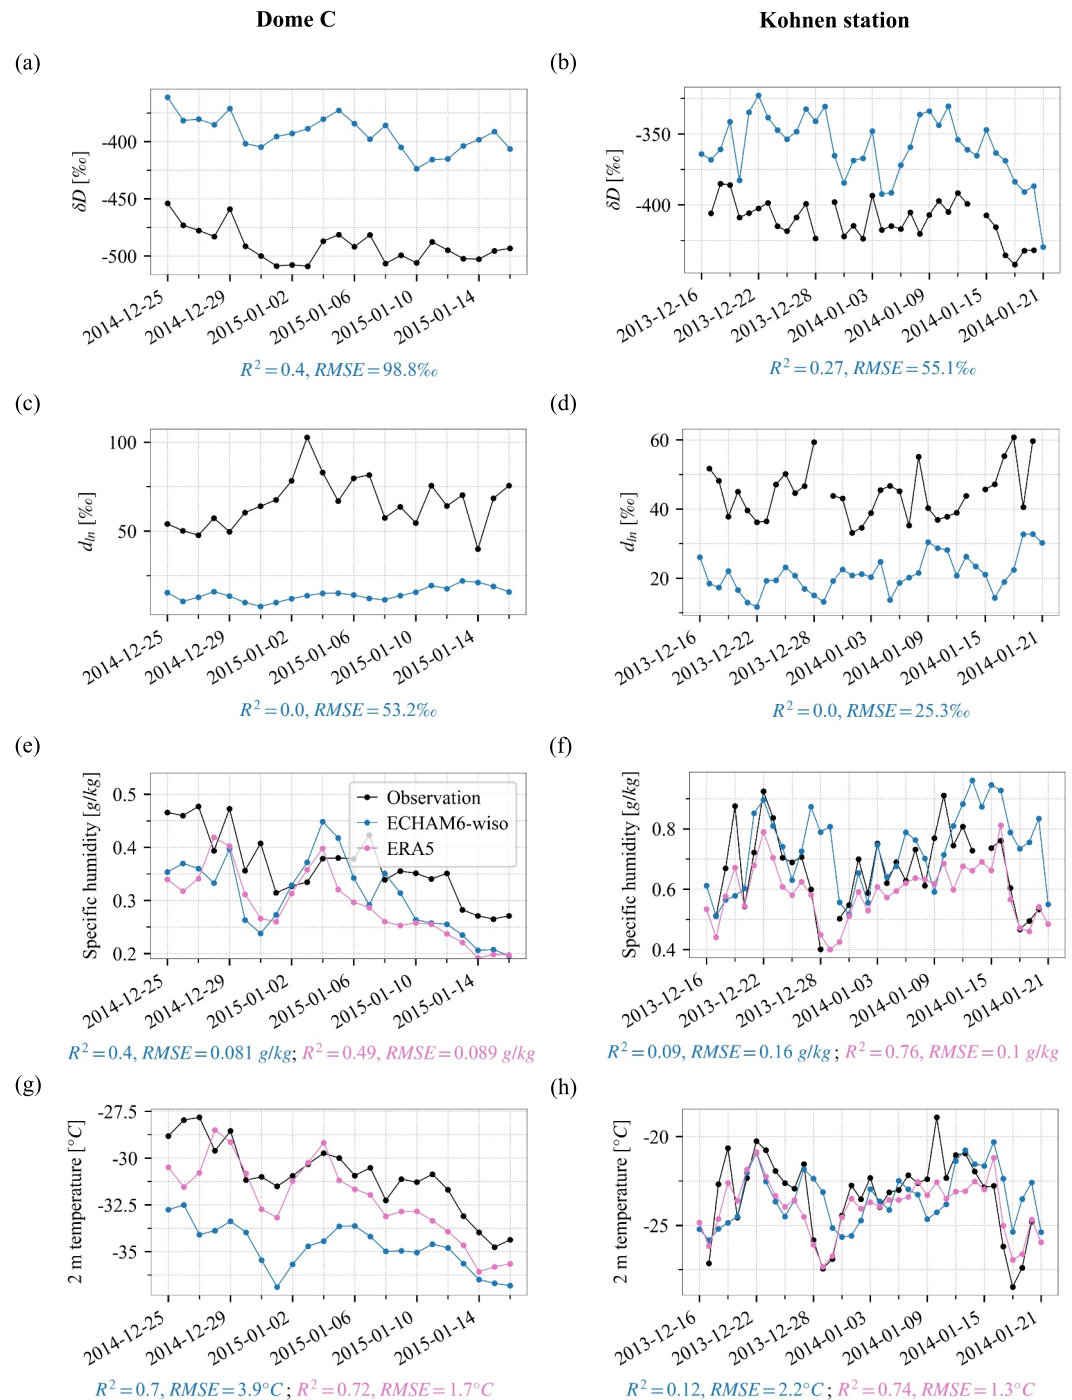 Dome C
Kohnen station
(a)
(b)
δD [‰]
-400
-450
-500
2014-12-25
2014-12-29
2015-01-02
2015-01-06
2015-01-10
2015-01-14
R² = 0.4, RMSE = 98.8‰
δD [‰]
-350
-400
2013-12-16
2013-12-22
2013-12-28
2014-01-03
2014-01-09
2014-01-15
2014-01-21
R² = 0.27, RMSE = 55.1‰
(c)
(d)
d_ln [‰]
100
50
2014-12-25
2014-12-29
2015-01-02
2015-01-06
2015-01-10
2015-01-14
R² = 0.0, RMSE = 53.2‰
d_ln [‰]
60
40
20
2013-12-16
2013-12-22
2013-12-28
2014-01-03
2014-01-09
2014-01-15
2014-01-21
R² = 0.0, RMSE = 25.3‰
(e)
(f)
Specific humidity [g/kg]
0.5
0.4
0.3
0.2
Observation
ECHAM6-wiso
ERA5
2014-12-25
2014-12-29
2015-01-02
2015-01-06
2015-01-10
2015-01-14
R² = 0.4, RMSE = 0.081 g/kg; R² = 0.49, RMSE = 0.089 g/kg
Specific humidity [g/kg]
0.8
0.6
0.4
2013-12-16
2013-12-22
2013-12-28
2014-01-03
2014-01-09
2014-01-15
2014-01-21
R² = 0.09, RMSE = 0.16 g/kg ; R² = 0.76, RMSE = 0.1 g/kg
(g)
(h)
2 m temperature [°C]
-27.5
-30
-32.5
-35
2014-12-25
2014-12-29
2015-01-02
2015-01-06
2015-01-10
2015-01-14
R² = 0.7, RMSE = 3.9°C ; R² = 0.72, RMSE = 1.7°C
2 m temperature [°C]
-20
-25
2013-12-16
2013-12-22
2013-12-28
2014-01-03
2014-01-09
2014-01-15
2014-01-21
R² = 0.12, RMSE = 2.2°C ; R² = 0.74, RMSE = 1.3°C